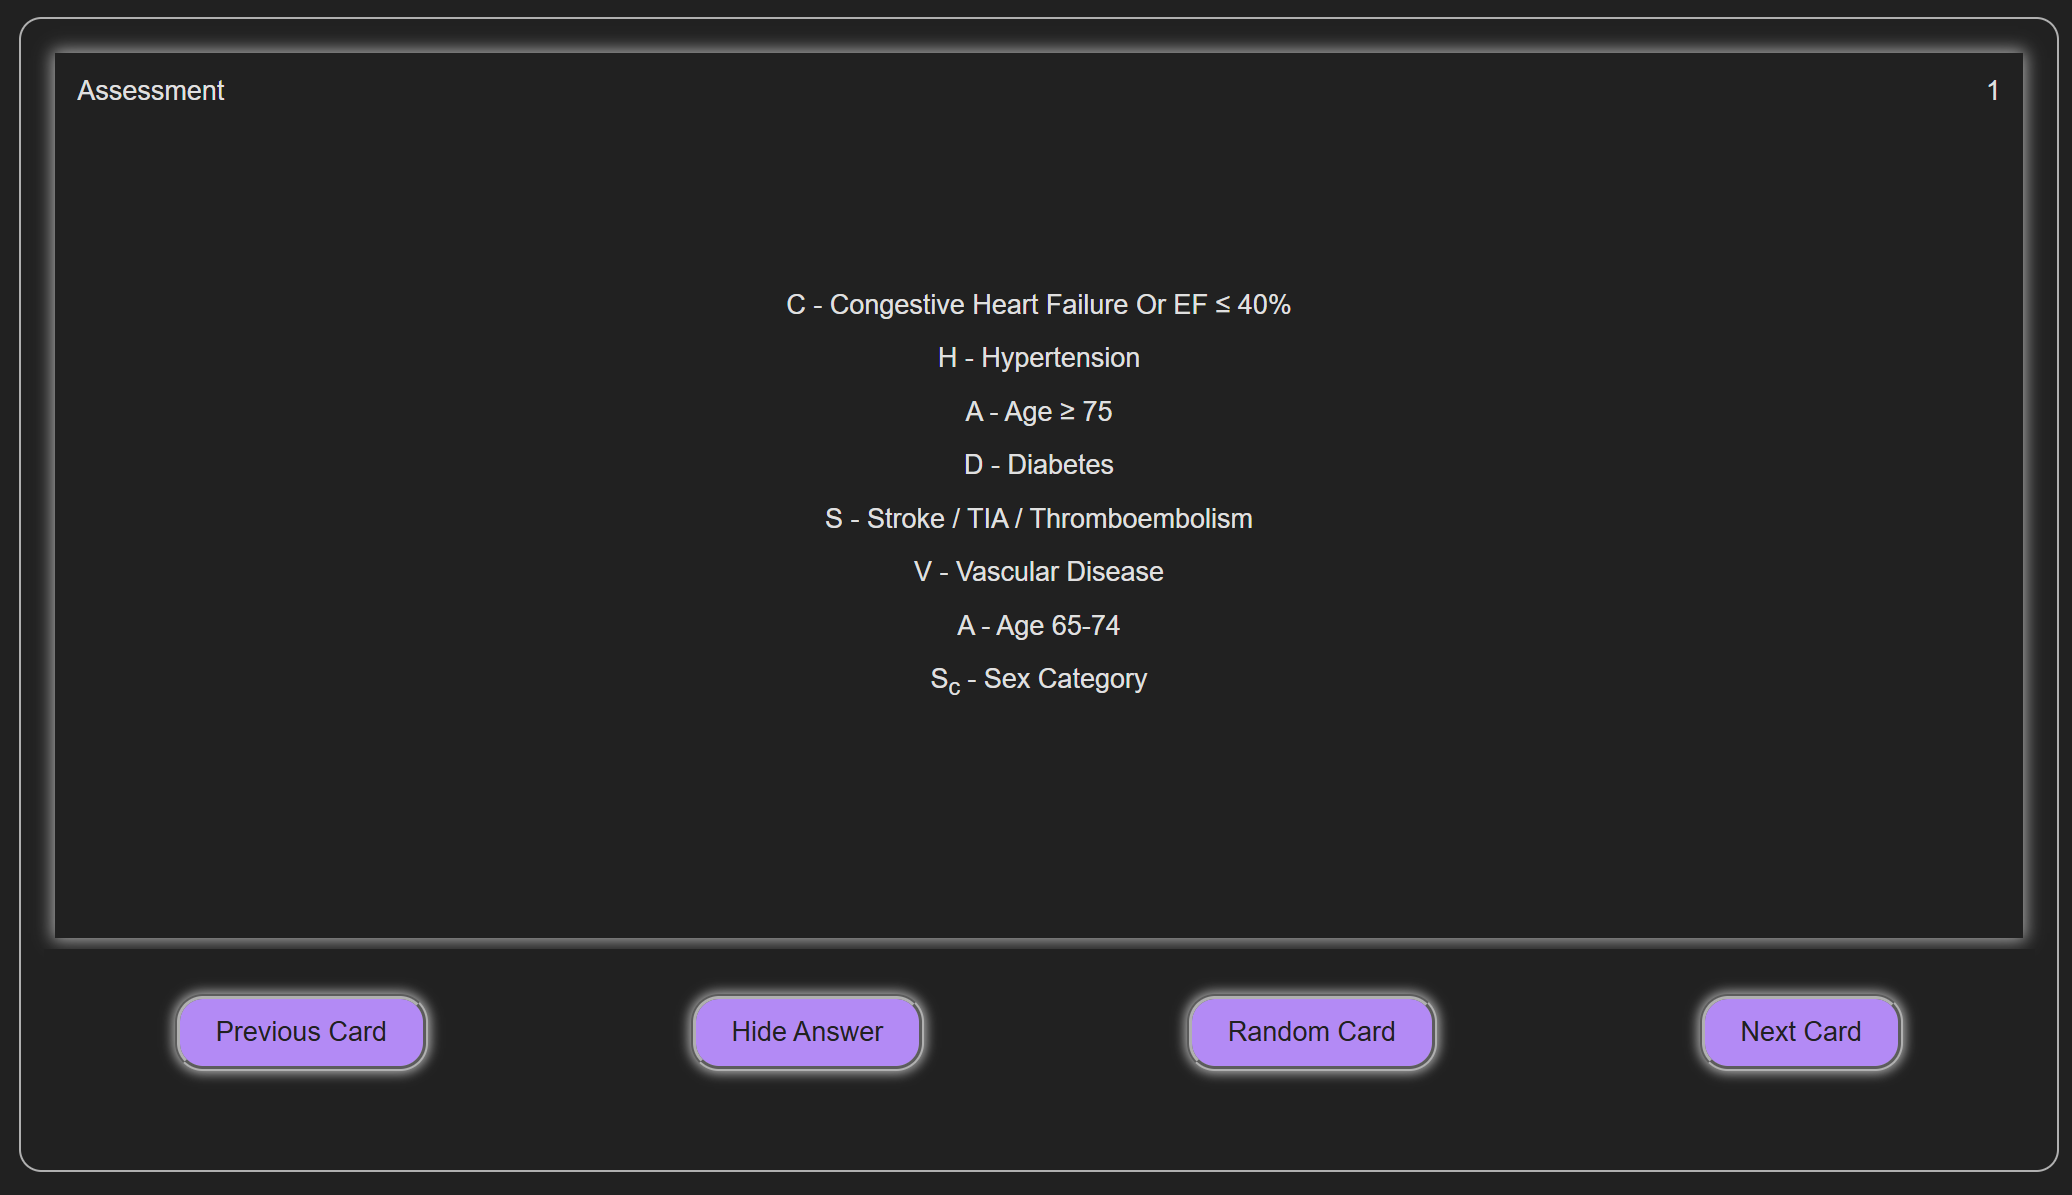 Assessment 1
C - Congestive Heart Failure Or EF ≤ 40%
H - Hypertension
A - Age ≥ 75
D - Diabetes
S - Stroke / TIA / Thromboembolism
V - Vascular Disease
A - Age 65-74
Sc - Sex Category
Previous Card Hide Answer Random Card Next Card